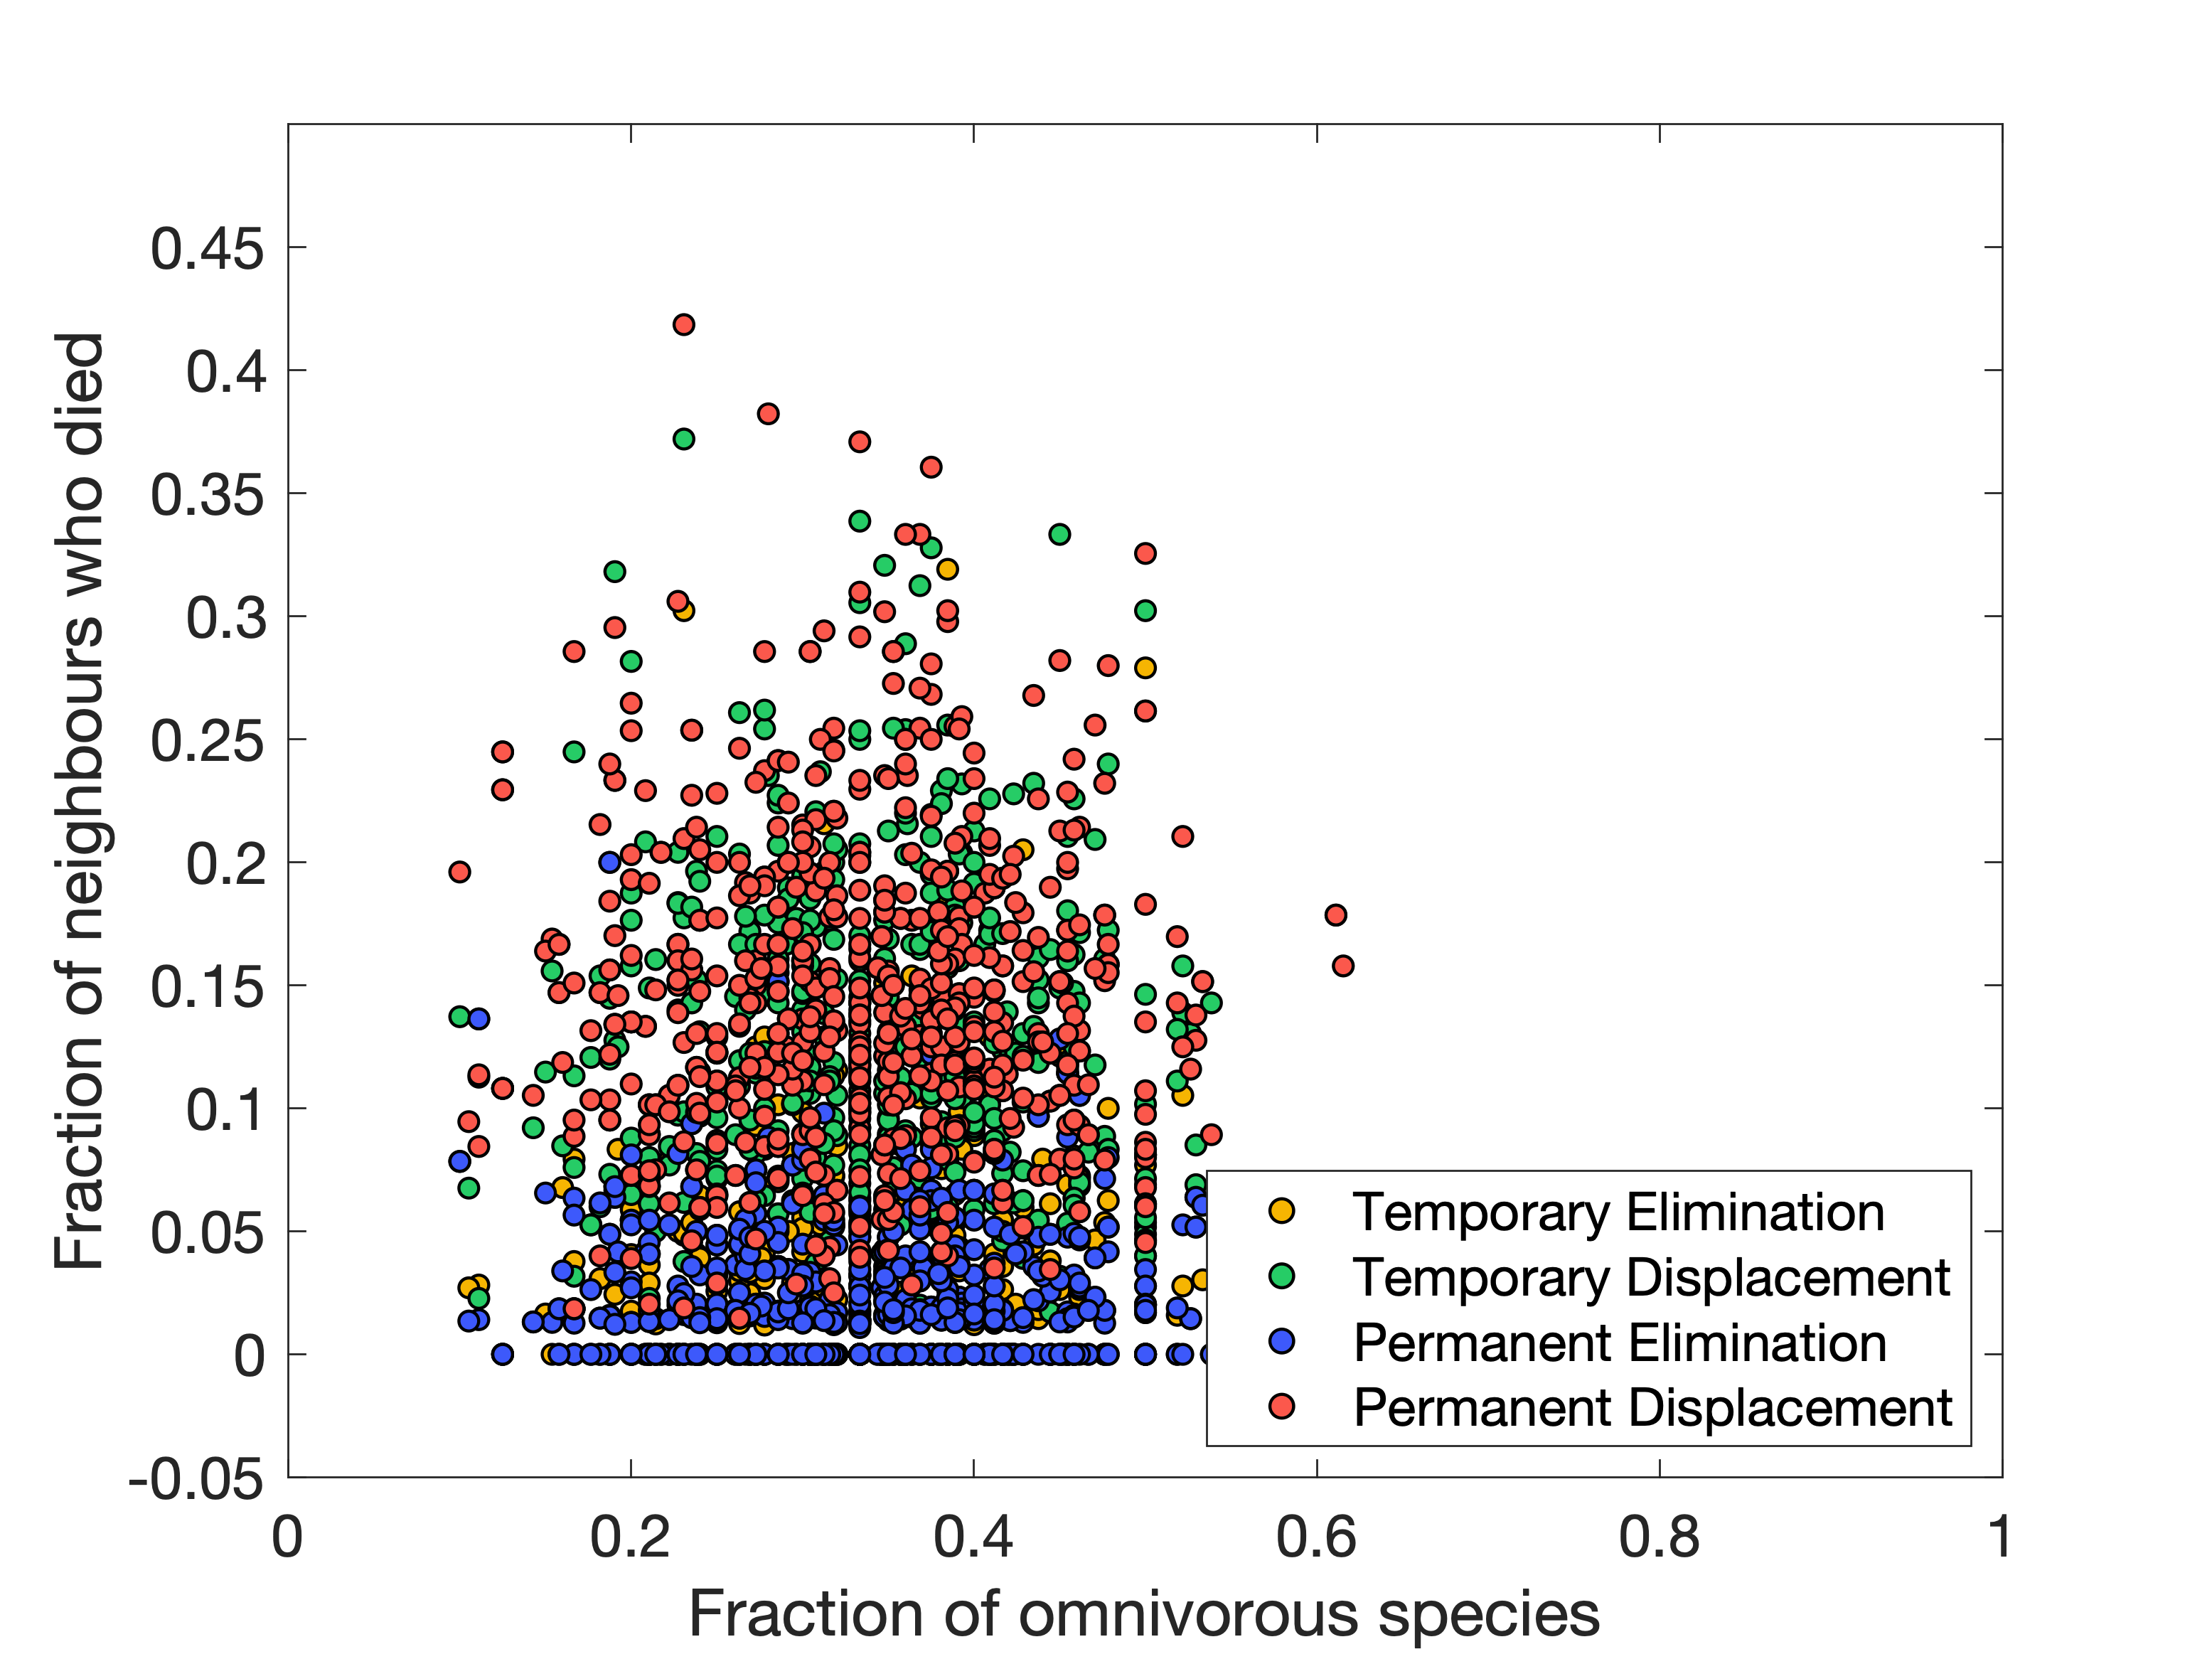 Fraction of neighbours who died
0.45
0.4
0.35
0.3
0.25
0.2
0.15
0.1
0.05
0
-0.05
Temporary Elimination
Temporary Displacement
Permanent Elimination
Permanent Displacement
0 0.2 0.4 0.6 0.8 1
Fraction of omnivorous species